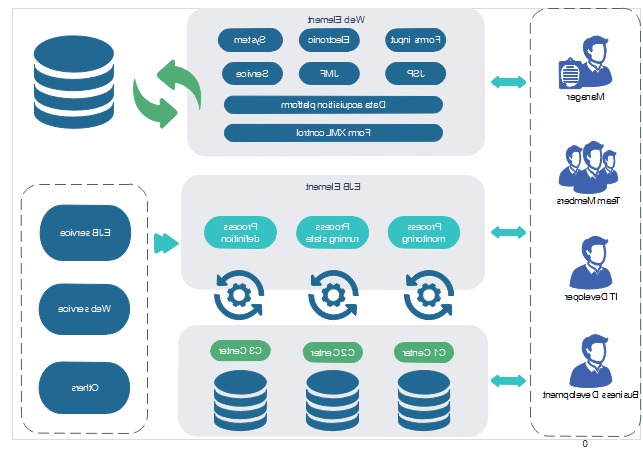 Web Element
Forms input
Electronic
System
JSP
JMF
Service
Data acquisition platform
Form XML control
Manager
Team Members
EJB Element
Process
monitoring
Process
running state
Process
definition
EJB service
Web service
Others
IT Developer
C1 Center
C2 Center
C3 Center
Business Development
0